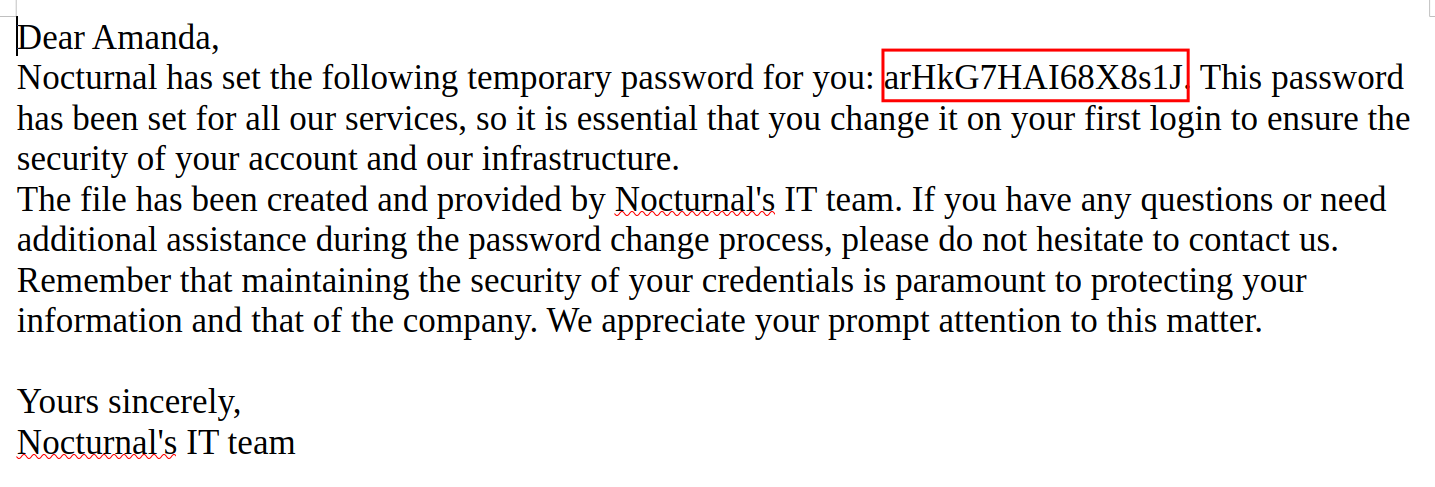 Dear Amanda,
Nocturnal has set the following temporary password for you: arHkG7HAI68X8s1J. This password
has been set for all our services, so it is essential that you change it on your first login to ensure the
security of your account and our infrastructure.
The file has been created and provided by Nocturnal's IT team. If you have any questions or need
additional assistance during the password change process, please do not hesitate to contact us.
Remember that maintaining the security of your credentials is paramount to protecting your
information and that of the company. We appreciate your prompt attention to this matter.
Yours sincerely,
Nocturnal's IT team